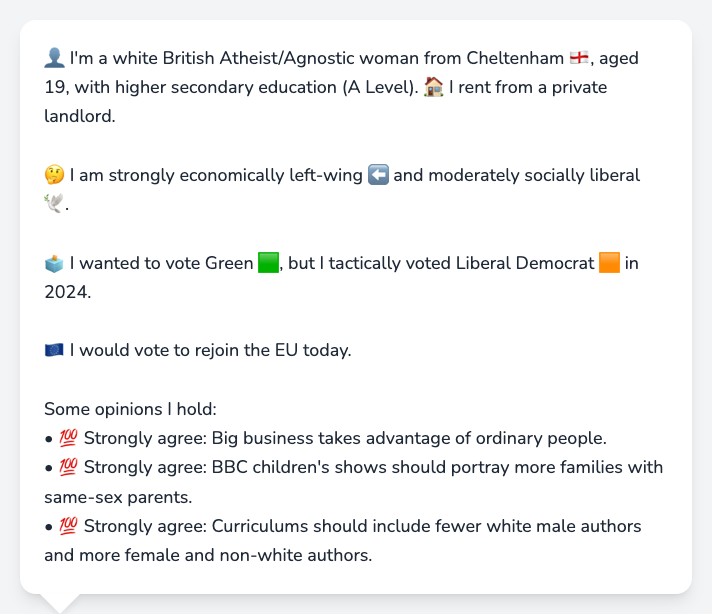 👤 I'm a white British Atheist/Agnostic woman from Cheltenham 🏴󠁧󠁢󠁥󠁮󠁧󠁿, aged
19, with higher secondary education (A Level). 🏠 I rent from a private
landlord.
🤔 I am strongly economically left-wing ⬅️ and moderately socially liberal
🕊️.
🗳️ I wanted to vote Green 🟩, but I tactically voted Liberal Democrat 🟧 in
2024.
🇪🇺 I would vote to rejoin the EU today.
Some opinions I hold:
• 💯 Strongly agree: Big business takes advantage of ordinary people.
• 💯 Strongly agree: BBC children's shows should portray more families with
same-sex parents.
• 💯 Strongly agree: Curriculums should include fewer white male authors
and more female and non-white authors.